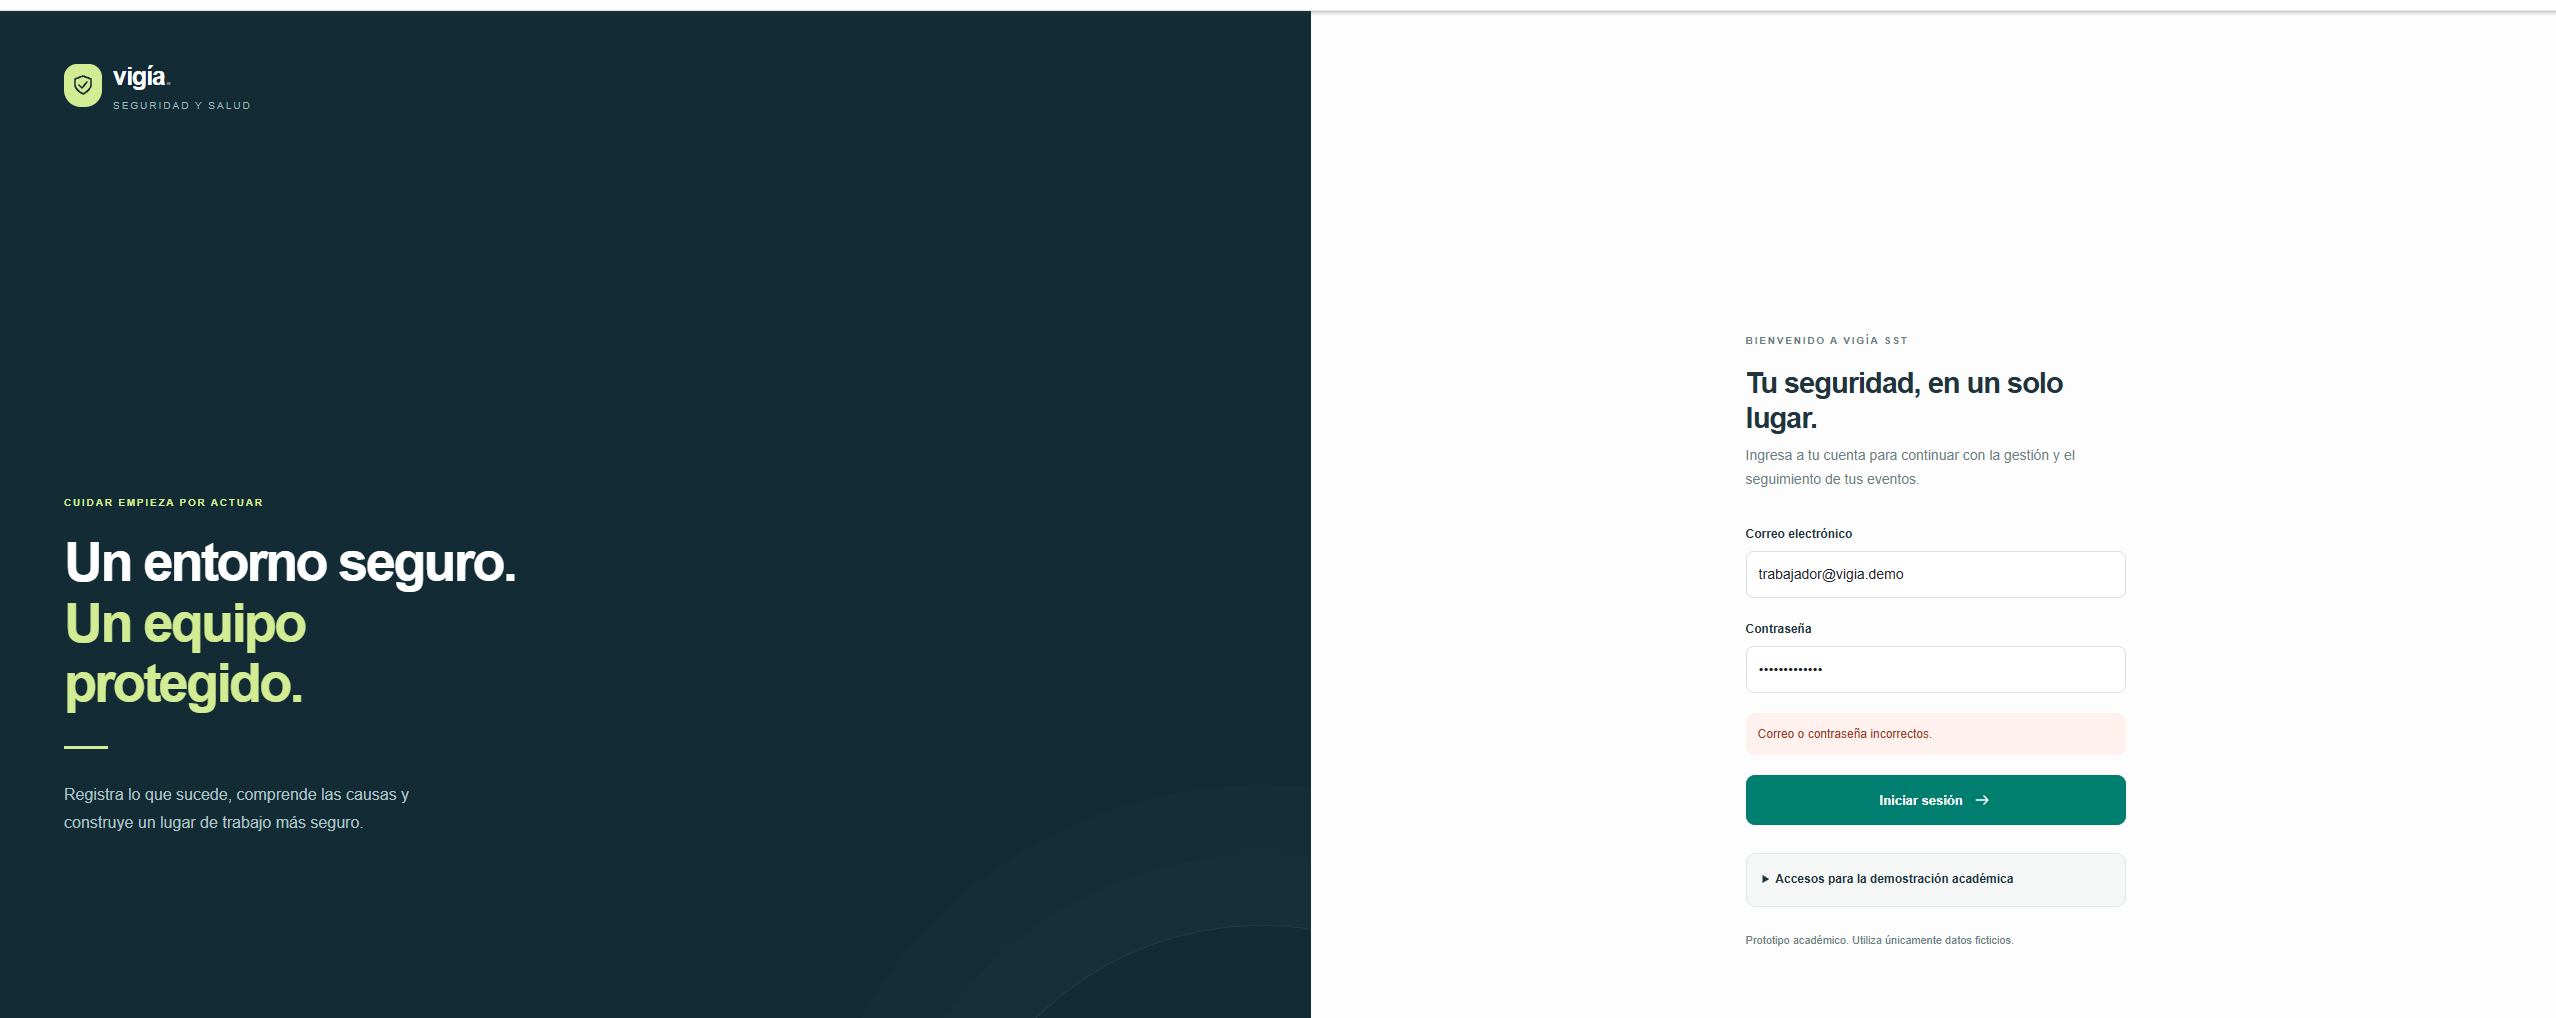 vigía.
SEGURIDAD Y SALUD
CUIDAR EMPIEZA POR ACTUAR
Un entorno seguro.
Un equipo
protegido.
Registra lo que sucede, comprende las causas y
construye un lugar de trabajo más seguro.
BIENVENIDO A VIGÍA SST
Tu seguridad, en un solo
lugar.
Ingresa a tu cuenta para continuar con la gestión y el
seguimiento de tus eventos.
Correo electrónico
trabajador@vigia.demo
Contraseña
•••••••••••••
Correo o contraseña incorrectos.
Iniciar sesión →
▶ Accesos para la demostración académica
Prototipo académico. Utiliza únicamente datos ficticios.